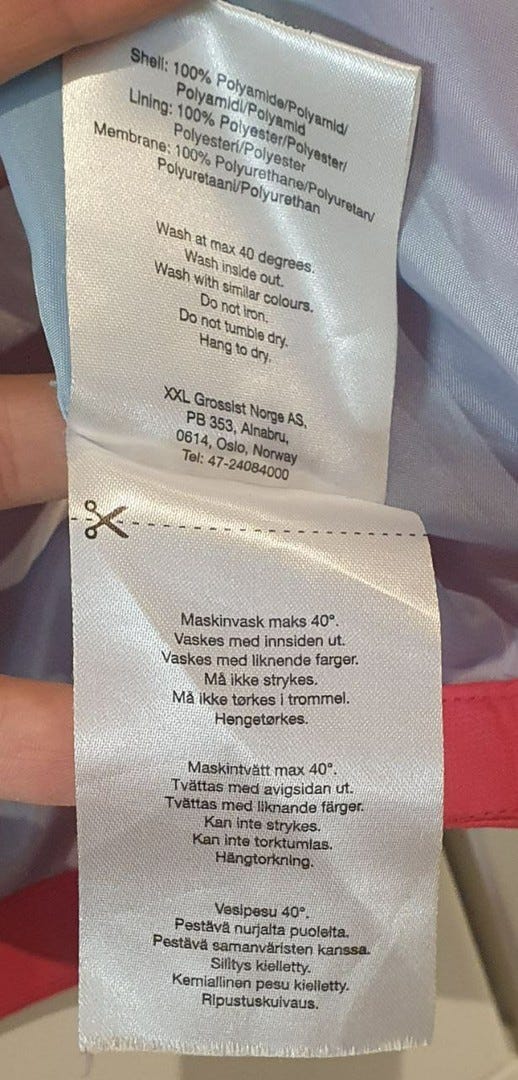 Shell: 100% Polyamide/Polyamid/
Polyamidi/Polyamid
Lining: 100% Polyester/Polyester/
Polyesteri/Polyester
Membrane: 100% Polyurethane/Polyuretan/
Polyuretaani/Polyurethan
Wash at max 40 degrees.
Wash inside out.
Wash with similar colours.
Do not iron.
Do not tumble dry.
Hang to dry.
XXL Grossist Norge AS,
PB 353, Alnabru,
0614, Oslo, Norway
Tel: 47-24084000
Maskinvask maks 40°.
Vaskes med innsiden ut.
Vaskes med liknende farger.
Må ikke strykes.
Må ikke tørkes i trommel.
Hengetørkes.
Maskintvätt max 40°.
Tvättas med avigsidan ut.
Tvättas med liknande färger.
Kan inte strykes.
Kan inte torktumlas.
Hängtorkning.
Vesipesu 40°.
Pestävä nurjalta puolelta.
Pestävä samanväristen kanssa.
Silitys kielletty.
Kemiallinen pesu kielletty.
Ripustuskuivaus.